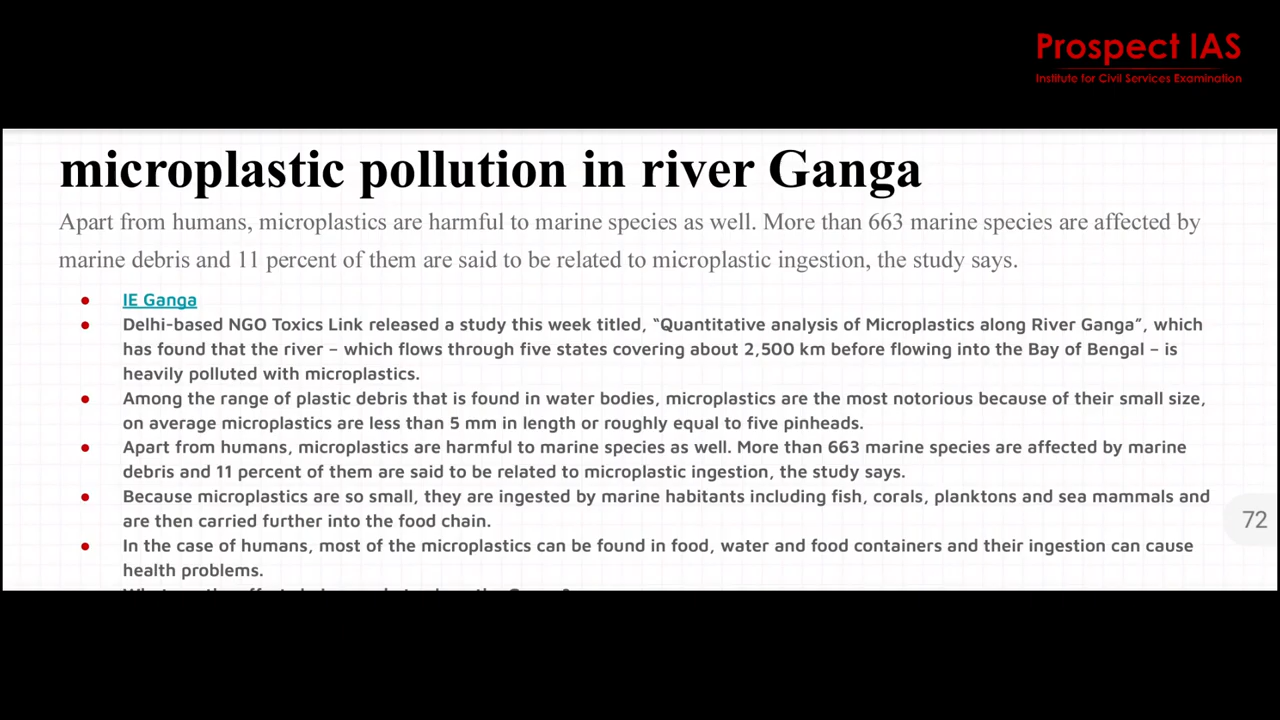 Prospect IAS
Institute for Civil Services Examination
microplastic pollution in river Ganga
Apart from humans, microplastics are harmful to marine species as well. More than 663 marine species are affected by
marine debris and 11 percent of them are said to be related to microplastic ingestion, the study says.
● IE Ganga
● Delhi-based NGO Toxics Link released a study this week titled, “Quantitative analysis of Microplastics along River Ganga”, which
has found that the river – which flows through five states covering about 2,500 km before flowing into the Bay of Bengal – is
heavily polluted with microplastics.
● Among the range of plastic debris that is found in water bodies, microplastics are the most notorious because of their small size,
on average microplastics are less than 5 mm in length or roughly equal to five pinheads.
● Apart from humans, microplastics are harmful to marine species as well. More than 663 marine species are affected by marine
debris and 11 percent of them are said to be related to microplastic ingestion, the study says.
● Because microplastics are so small, they are ingested by marine habitants including fish, corals, planktons and sea mammals and
are then carried further into the food chain.
● In the case of humans, most of the microplastics can be found in food, water and food containers and their ingestion can cause
health problems.
72